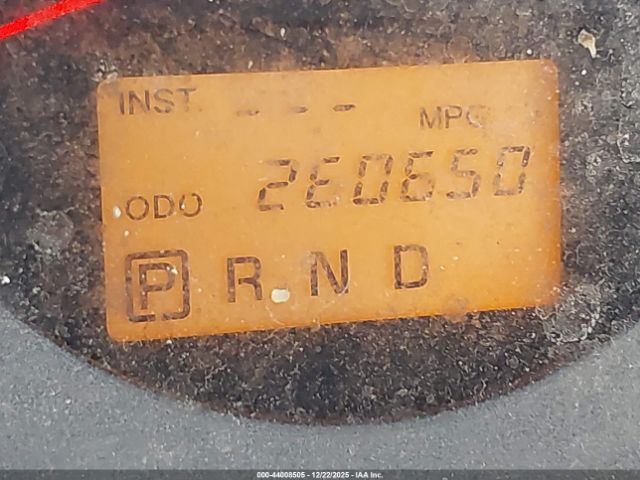 INST. - - - MPG
ODO 260650
P R N D
000-44008505 - 12/22/2025 - IAA Inc.